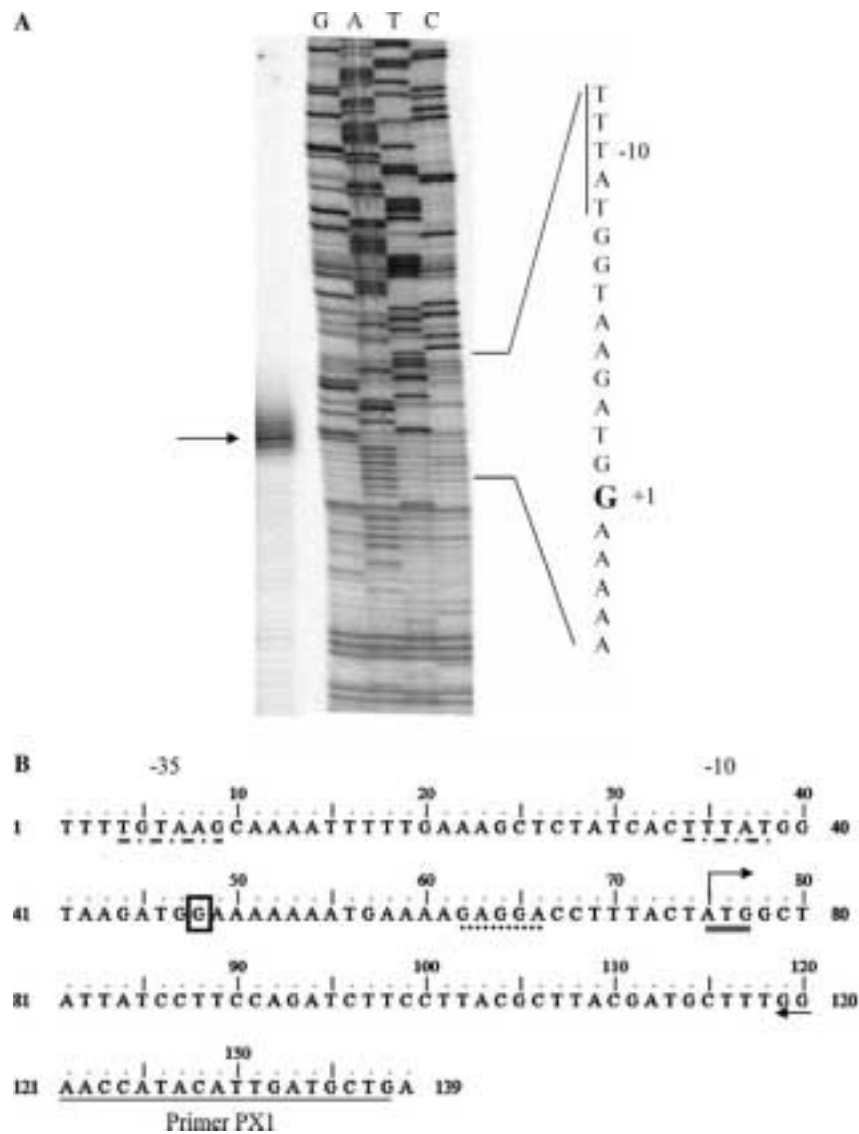 A
G A T C
T
T
T -10
A
T
G
G
T
A
A
G
A
T
G
G +1
A
A
A
A
A
B
-35 -10
10 20 30 40
1 TTTTGTAAGCAAAATTTTTGAAAGCTCTATCACTTTATGG 40
50 60 70 80
41 TAAGATGGAAAAAAATGAAAAGAGGACCTTTACTATGGCT 80
90 100 110 120
81 ATTATCCTTCCAGATCTTCCTTACGCTTACGATGCTTTGG 120
130
121 AACCATACATTGATGCTGA 139
Primer PX1